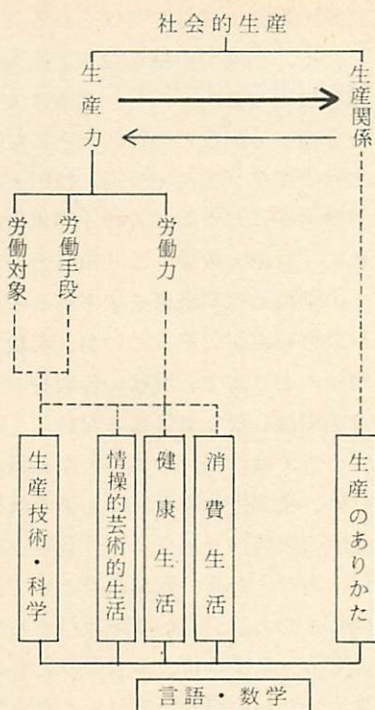 社会的生産
生産力
生産関係
労働対象
労働手段
労働力
生産技術・科学
情操的芸術的生活
健康生活
消費生活
生産のありかた
言語・数学